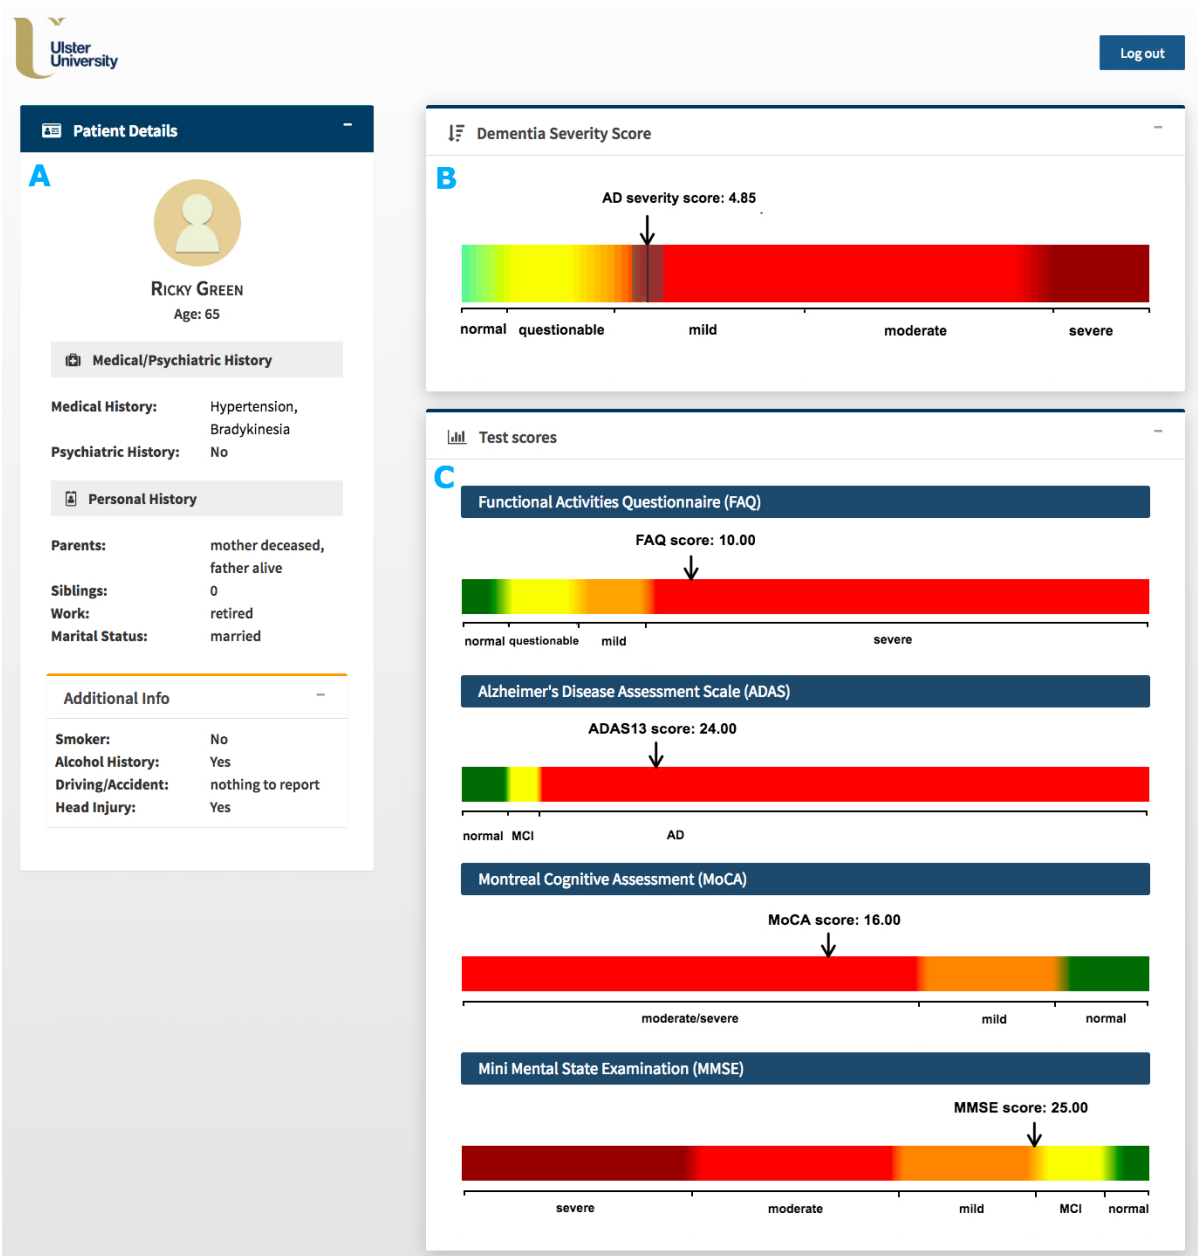 Ulster
University
Log out
Patient Details
A
RICKY GREEN
Age: 65
Medical/Psychiatric History
Medical History: Hypertension,
Bradykinesia
Psychiatric History: No
Personal History
Parents: mother deceased,
father alive
Siblings: 0
Work: retired
Marital Status: married
Additional Info
Smoker: No
Alcohol History: Yes
Driving/Accident: nothing to report
Head Injury: Yes
Dementia Severity Score
B
AD severity score: 4.85
normal questionable mild moderate severe
Test scores
C
Functional Activities Questionnaire (FAQ)
FAQ score: 10.00
normal questionable mild severe
Alzheimer's Disease Assessment Scale (ADAS)
ADAS13 score: 24.00
normal MCI AD
Montreal Cognitive Assessment (MoCA)
MoCA score: 16.00
moderate/severe mild normal
Mini Mental State Examination (MMSE)
MMSE score: 25.00
severe moderate mild MCI normal